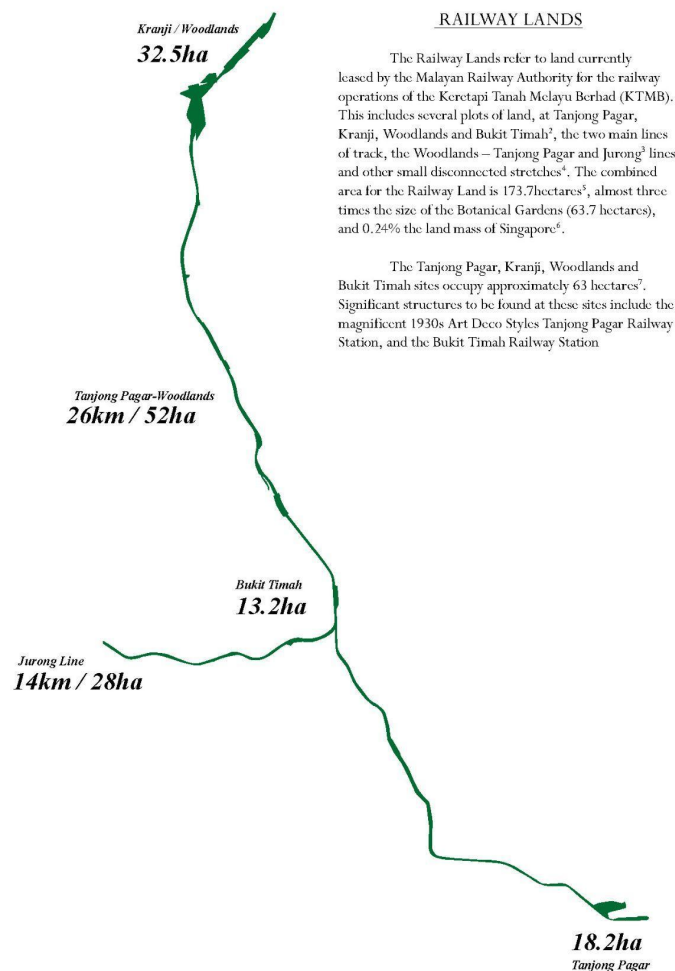 RAILWAY LANDS
The Railway Lands refer to land currently
leased by the Malayan Railway Authority for the railway
operations of the Keretapi Tanah Melayu Berhad (KTMB).
This includes several plots of land, at Tanjong Pagar,
Kranji, Woodlands and Bukit Timah², the two main lines
of track, the Woodlands – Tanjong Pagar and Jurong³ lines
and other small disconnected stretches⁴. The combined
area for the Railway Land is 173.7hectares⁵, almost three
times the size of the Botanical Gardens (63.7 hectares),
and 0.24% the land mass of Singapore⁶.
The Tanjong Pagar, Kranji, Woodlands and
Bukit Timah sites occupy approximately 63 hectares⁷.
Significant structures to be found at these sites include the
magnificent 1930s Art Deco Styles Tanjong Pagar Railway
Station, and the Bukit Timah Railway Station
Kranji / Woodlands
32.5ha
Tanjong Pagar-Woodlands
26km / 52ha
Bukit Timah
13.2ha
Jurong Line
14km / 28ha
18.2ha
Tanjong Pagar